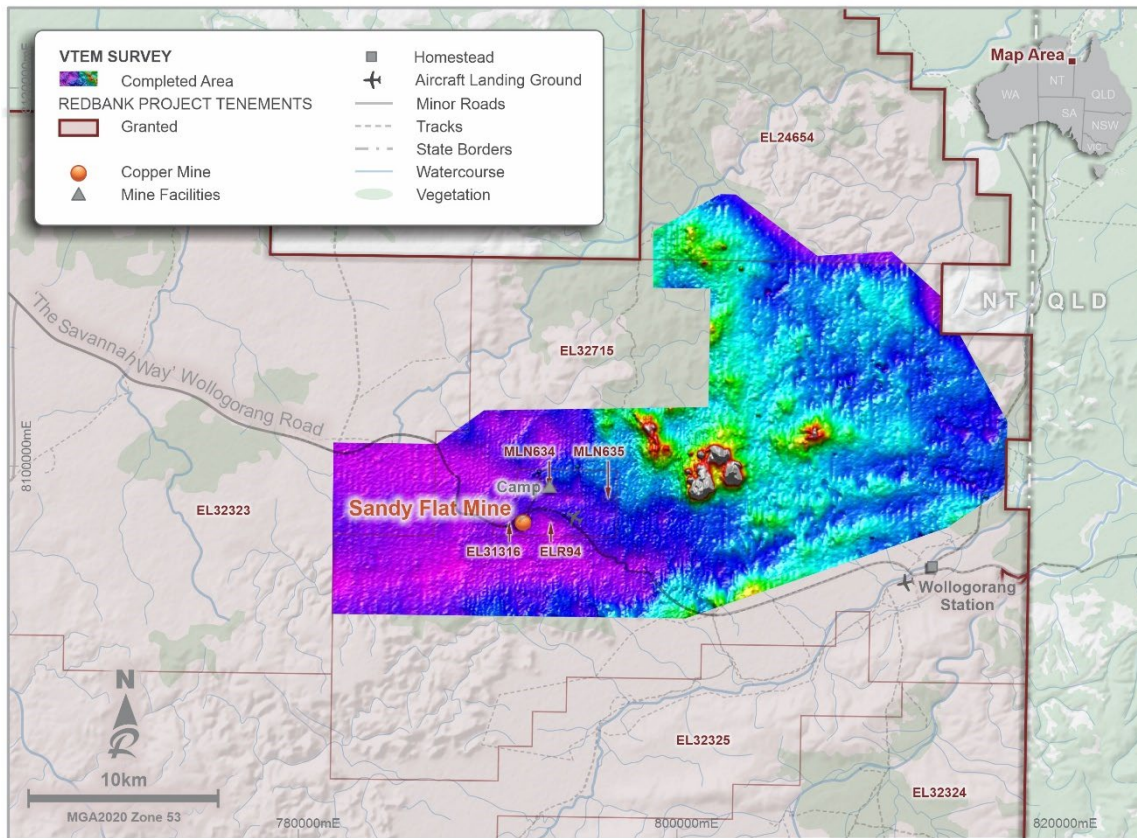 VTEM SURVEY
Completed Area
REDBANK PROJECT TENEMENTS
Granted
Copper Mine
Mine Facilities
Homestead
Aircraft Landing Ground
Minor Roads
Tracks
State Borders
Watercourse
Vegetation
Map Area
WA
NT
QLD
SA
NSW
VIC
EL24654
NT QLD
EL32715
'The Savannah Way' Wollogorang Road
8100000mE
MLN634
MLN635
Camp
Sandy Flat Mine
EL32323
EL31316
ELR94
Wollogorang
Station
EL32325
EL32324
N
10km
MGA2020 Zone 53
780000mE
800000mE
820000mE